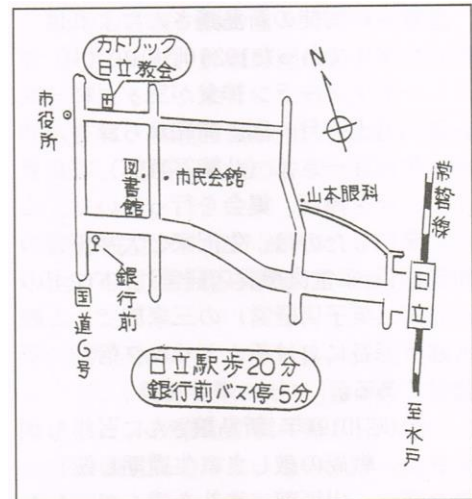 カトリック
日立教会
市役所
N
図書館
市民会館
山本眼科
常磐線
日立
銀行前
国道6号
至水戸
日立駅歩20分
銀行前バス停5分